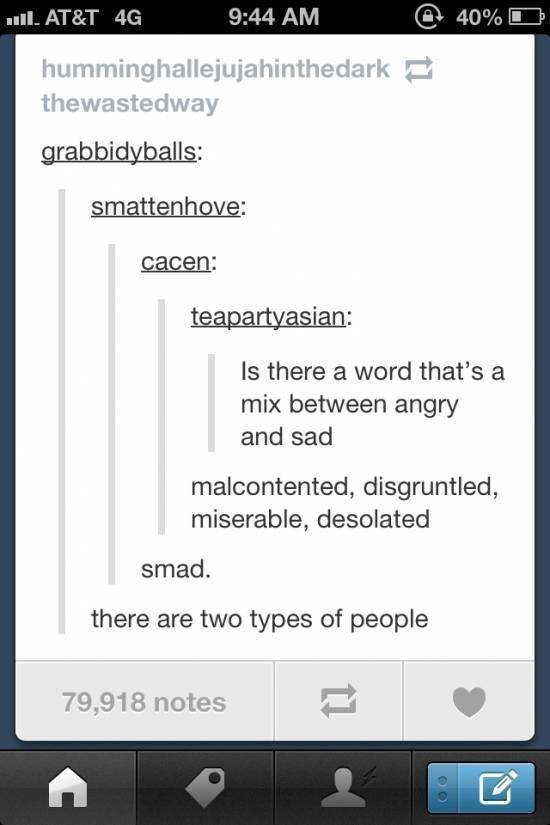 AT&T 4G 9:44 AM 40%
humminghallejujahinthedark
thewastedway
grabbidyballs:
smattenhove:
cacen:
teapartyasian:
Is there a word that's a
mix between angry
and sad
malcontented, disgruntled,
miserable, desolated
smad.
there are two types of people
79,918 notes